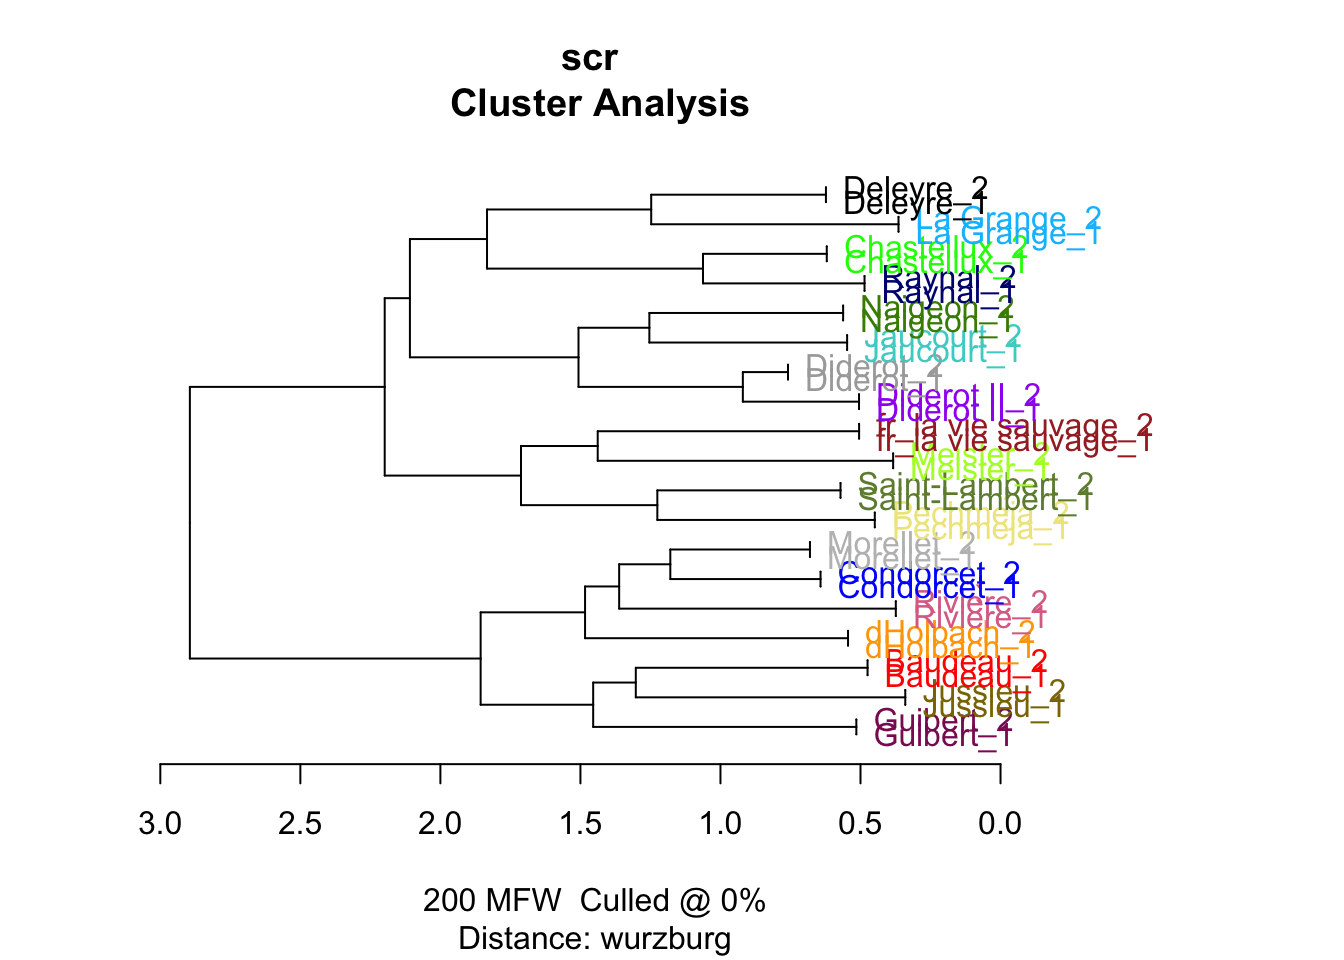 scr
Cluster Analysis
Deleyre_2
Deleyre_1
La Grange_2
La Grange_1
Chastellux_2
Chastellux_1
Raynal_2
Raynal_1
Naigeon_2
Naigeon_1
Jaucourt_2
Jaucourt_1
Diderot_2
Diderot_1
Diderot II_2
Diderot II_1
fr_la vie sauvage_2
fr_la vie sauvage_1
Meister_2
Meister_1
Saint-Lambert_2
Saint-Lambert_1
Pechmeja_2
Pechmeja_1
Morellet_2
Morellet_1
Condorcet_2
Condorcet_1
Riviere_2
Riviere_1
dHolbach_2
dHolbach_1
Baudeau_2
Baudeau_1
Jussieu_2
Jussieu_1
Guibert_2
Guibert_1
3.0 2.5 2.0 1.5 1.0 0.5 0.0
200 MFW Culled @ 0%
Distance: wurzburg